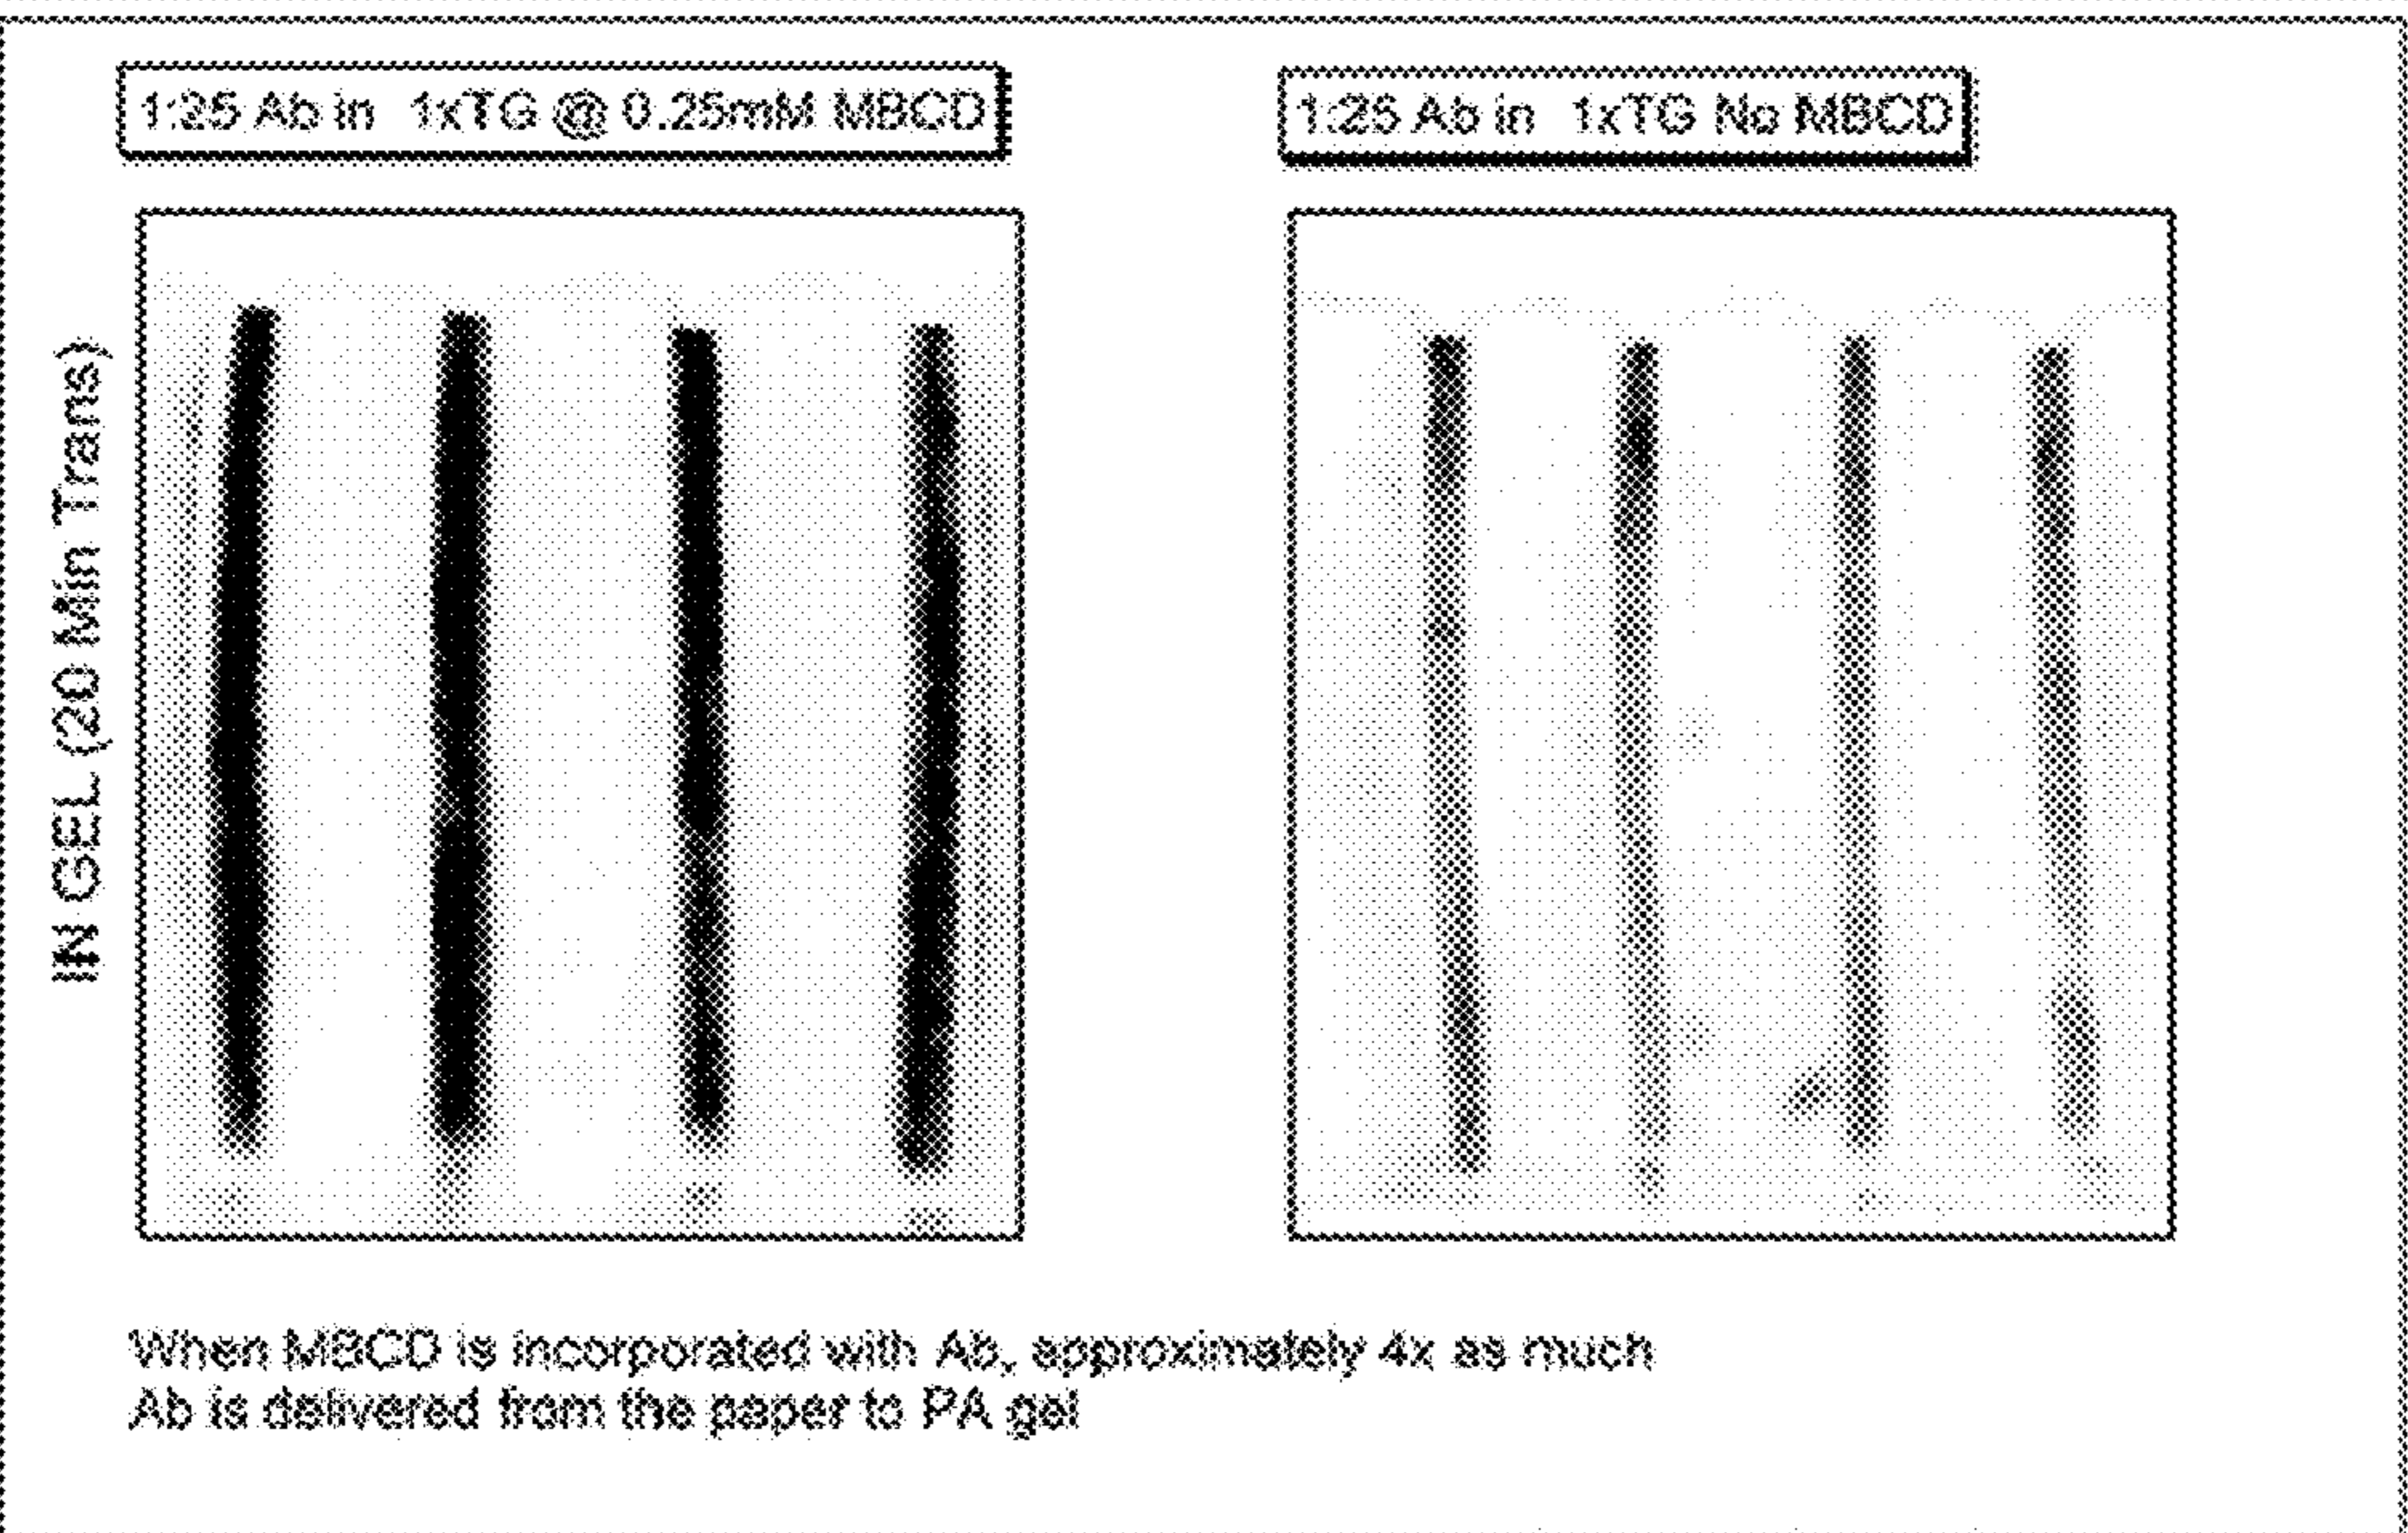 1:25 Ab in 1xTG @ 0.25mM MBCD
1:25 Ab in 1xTG No MBCD
IN GEL (20 Min Trans)
When MBCD is incorporated with Ab, approximately 4x as much
Ab is delivered from the paper to PA gel